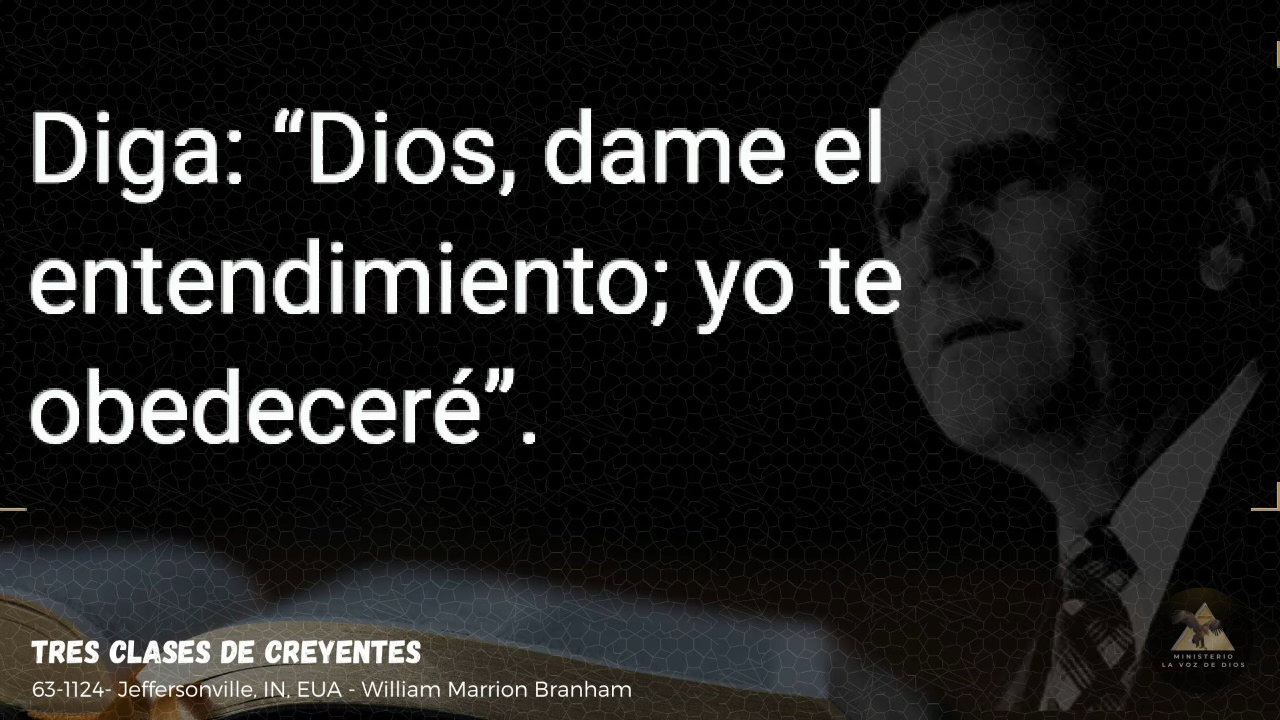 Diga: “Dios, dame el
entendimiento; yo te
obedeceré”.
TRES CLASES DE CREYENTES
63-1124- Jeffersonville, IN, EUA - William Marrion Branham
MINISTERIO
LA VOZ DE DIOS